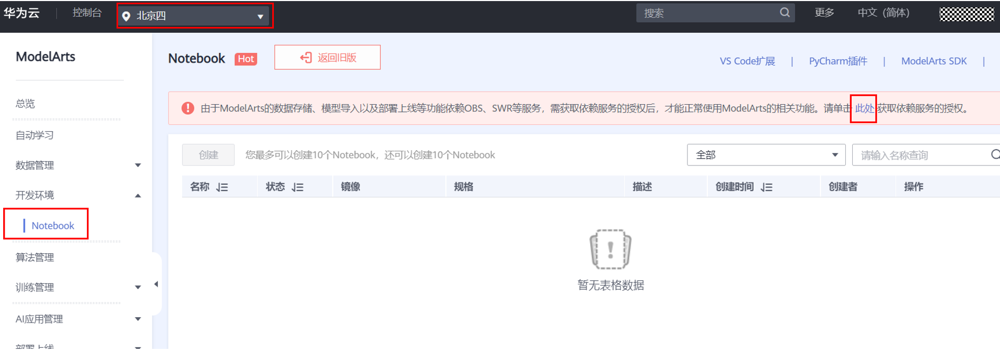 华为云 控制台 北京四 搜索 更多 中文（简体）
ModelArts
总览
自动学习
数据管理
开发环境
Notebook
算法管理
训练管理
AI应用管理
部署上线
Notebook Hot 返回旧版 VS Code扩展 | PyCharm插件 | ModelArts SDK |
由于ModelArts的数据存储、模型导入以及部署上线等功能依赖OBS、SWR等服务，需获取依赖服务的授权后，才能正常使用ModelArts的相关功能。请单击 此处 获取依赖服务的授权。
创建 您最多可以创建10个Notebook，还可以创建10个Notebook 全部 请输入名称查询
名称 状态 镜像 规格 描述 创建时间 创建者 操作
暂无表格数据